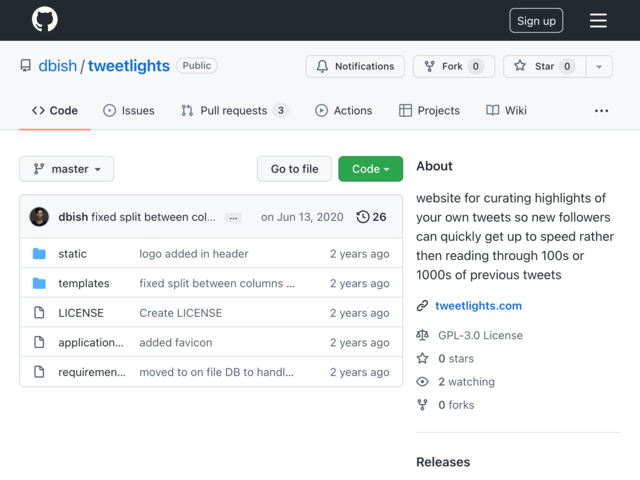 Sign up
dbish / tweetlights Public
Notifications
Fork 0
Star 0
Code
Issues
Pull requests 3
Actions
Projects
Wiki
...
master
Go to file
Code
dbish fixed split between col... ... on Jun 13, 2020 26
static logo added in header 2 years ago
templates fixed split between columns ... 2 years ago
LICENSE Create LICENSE 2 years ago
application... added favicon 2 years ago
requiremen... moved to on file DB to handl... 2 years ago
About
website for curating highlights of
your own tweets so new followers
can quickly get up to speed rather
then reading through 100s or
1000s of previous tweets
tweetlights.com
GPL-3.0 License
0 stars
2 watching
0 forks
Releases